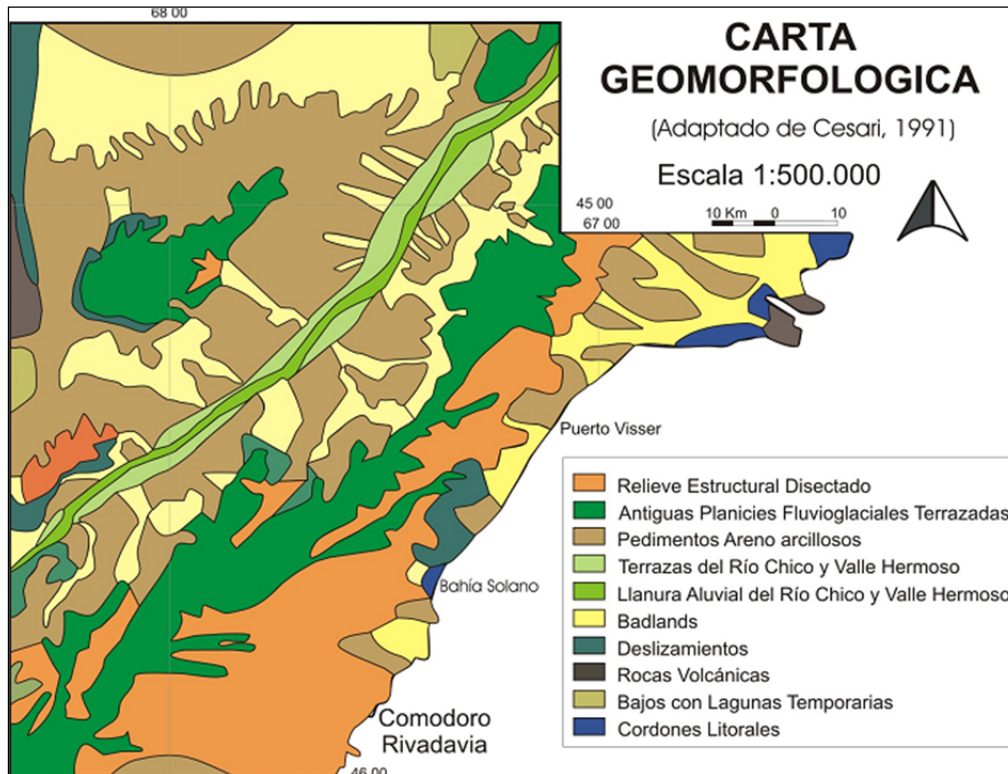 68 00
CARTA
GEOMORFOLOGICA
(Adaptado de Cesari, 1991)
Escala 1:500.000
10 Km 0 10
45 00
67 00
Puerto Visser
Relieve Estructural Disectado
Antiguas Planicies Fluvioglaciales Terrazadas
Pedimentos Areno arcillosos
Terrazas del Río Chico y Valle Hermoso
Llanura Aluvial del Río Chico y Valle Hermoso
Badlands
Deslizamientos
Rocas Volcánicas
Bajos con Lagunas Temporarias
Cordones Litorales
Bahía Solano
Comodoro
Rivadavia
46 00